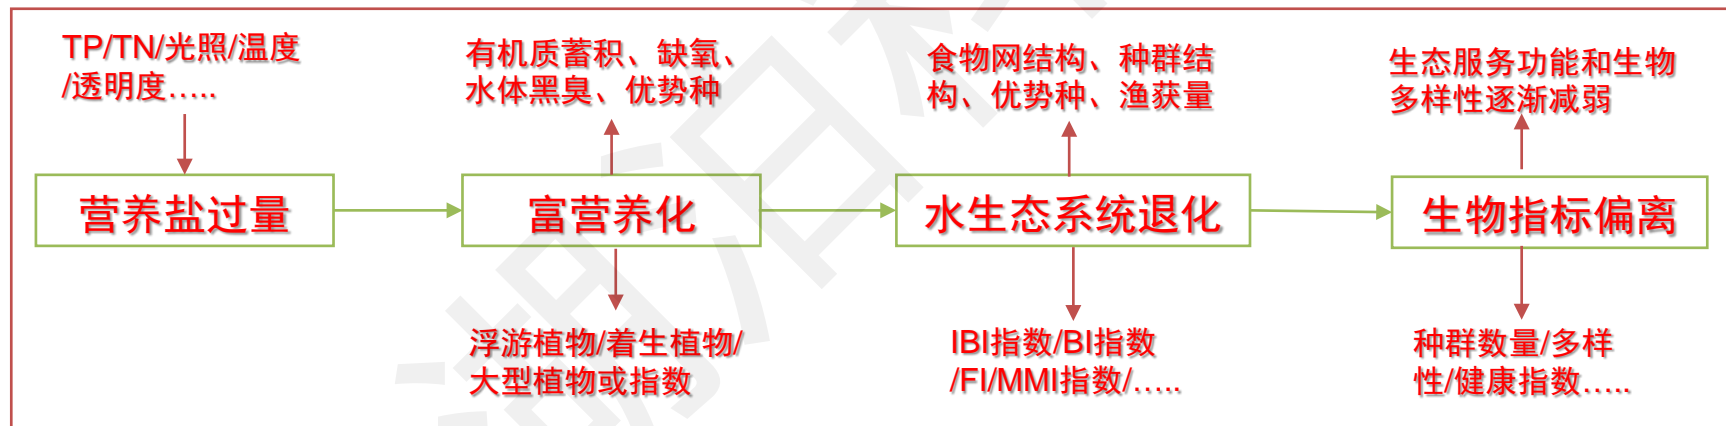 TP/TN/光照/温度
/透明度…..
有机质蓄积、缺氧、
水体黑臭、优势种
食物网结构、种群结
构、优势种、渔获量
生态服务功能和生物
多样性逐渐减弱
营养盐过量
富营养化
水生态系统退化
生物指标偏离
浮游植物/着生植物/
大型植物或指数
IBI指数/BI指数
/FI/MMI指数/…..
种群数量/多样
性/健康指数…..
湖泊科